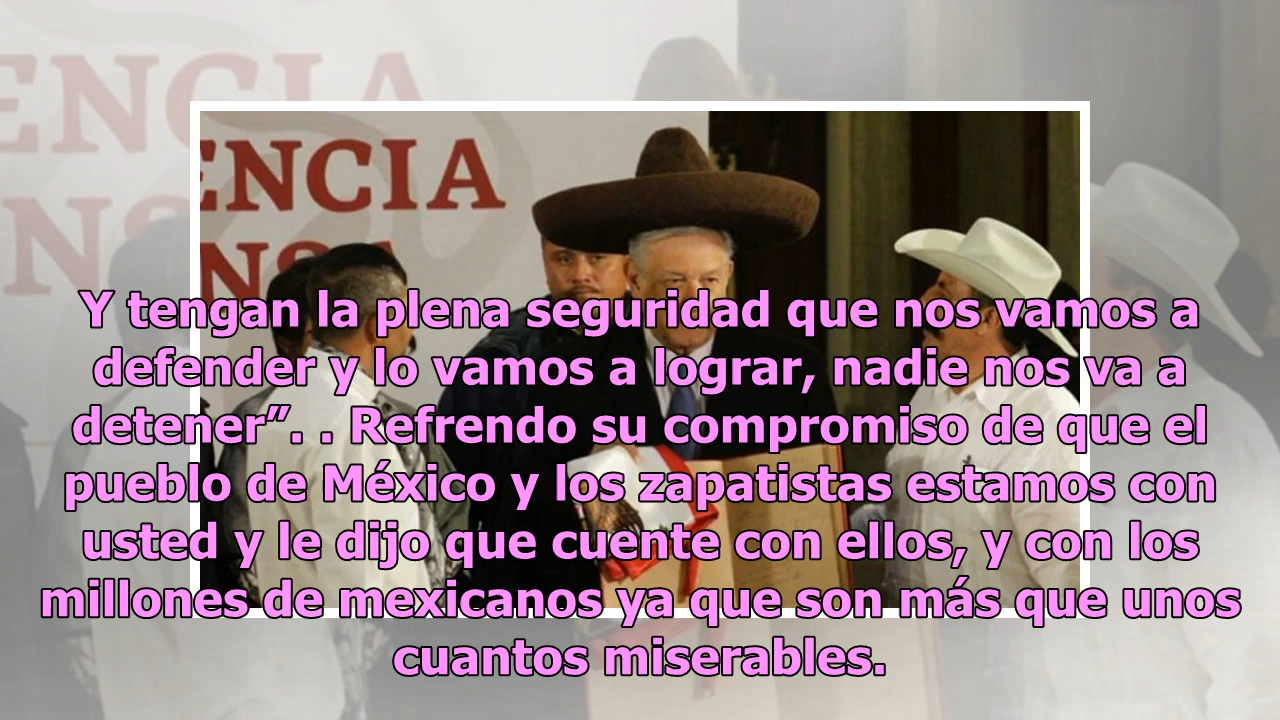 ENCIA
ENCIA
Y tengan la plena seguridad que nos vamos a
defender y lo vamos a lograr, nadie nos va a
detener”. . Refrendo su compromiso de que el
pueblo de México y los zapatistas estamos con
usted y le dijo que cuente con ellos, y con los
millones de mexicanos ya que son más que unos
cuantos miserables.